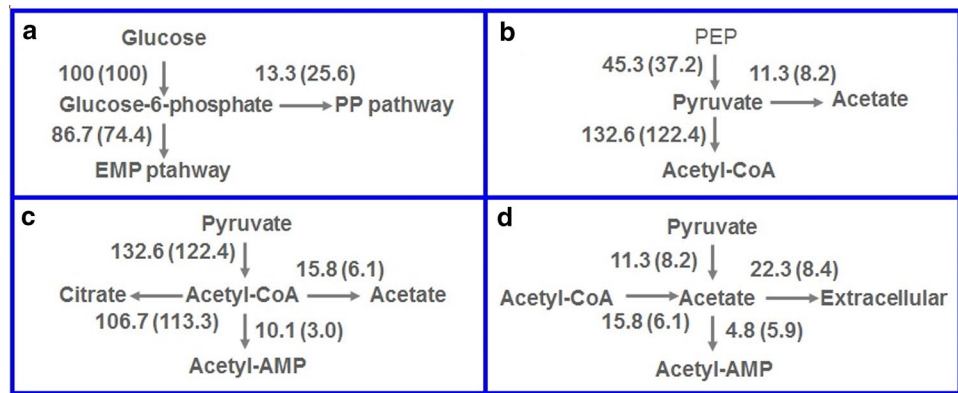 a
Glucose
100 (100)
13.3 (25.6)
Glucose-6-phosphate
PP pathway
86.7 (74.4)
EMP ptahway
b
PEP
45.3 (37.2)
11.3 (8.2)
Pyruvate
Acetate
132.6 (122.4)
Acetyl-CoA
c
Pyruvate
132.6 (122.4)
15.8 (6.1)
Citrate
Acetyl-CoA
Acetate
106.7 (113.3)
10.1 (3.0)
Acetyl-AMP
d
Pyruvate
11.3 (8.2)
22.3 (8.4)
Acetyl-CoA
Acetate
Extracellular
15.8 (6.1)
4.8 (5.9)
Acetyl-AMP